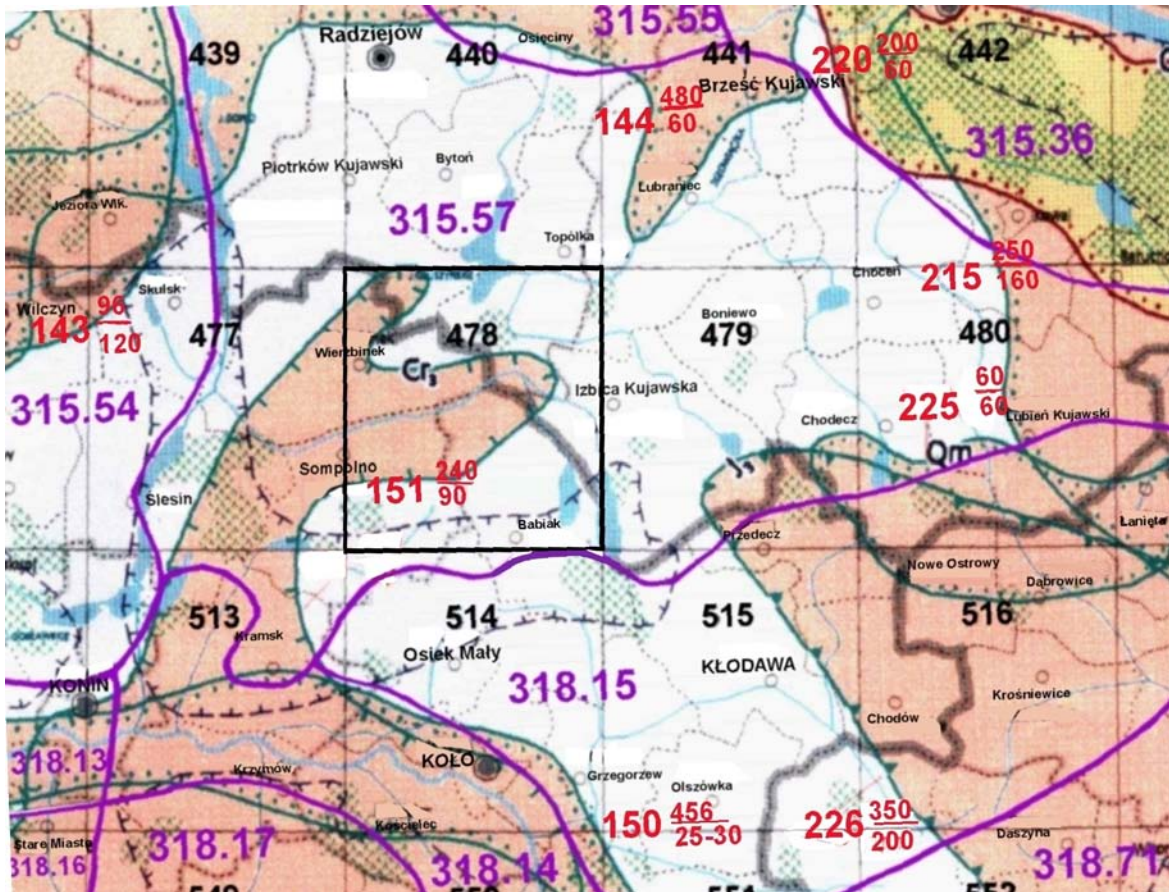 315.55
439
Radziejów
440
Osięciny
441
220 200
60
442
Brześć Kujawski
144 480
60
315.36
Piotrków Kujawski
Bytoń
Lubraniec
Jeziora Wlk.
315.57
Topólka
Choceń
215 250
160
Skulsk
Wilczyn
143 96
120
477
478
Boniewo
479
480
Wierzbinek
Cr3
Izbica Kujawska
315.54
225 60
60
Chodecz
Lubień Kujawski
Qm
J3
Sompolno
151 240
90
Ślesin
Babiak
Przedecz
Łanięta
Nowe Ostrowy
Dąbrowice
513
514
515
516
Kramsk
Osiek Mały
KŁODAWA
KONIN
318.15
Krośniewice
Chodów
318.13
KOŁO
Krzymów
Grzegorzew
Olszówka
Kościelec
150 456
25-30
226 350
200
Daszyna
Stare Miasto
318.17
318.16
318.14
318.71